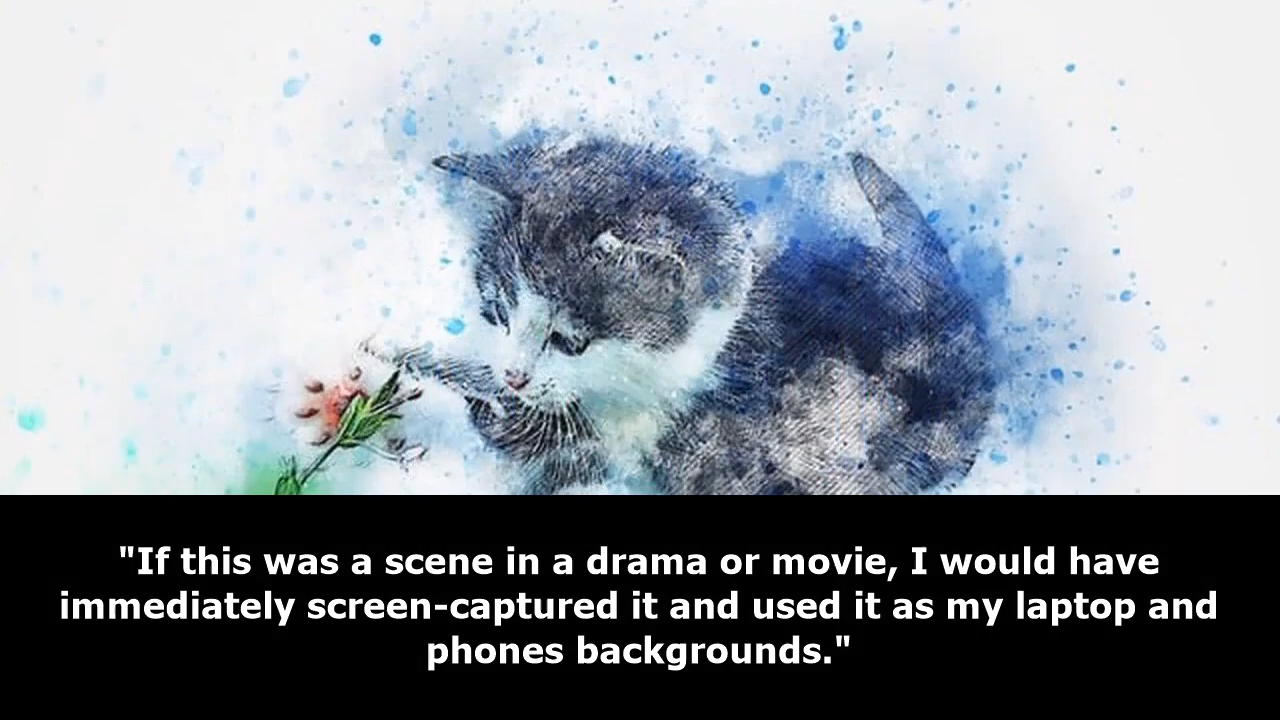 "If this was a scene in a drama or movie, I would have
immediately screen-captured it and used it as my laptop and
phones backgrounds."